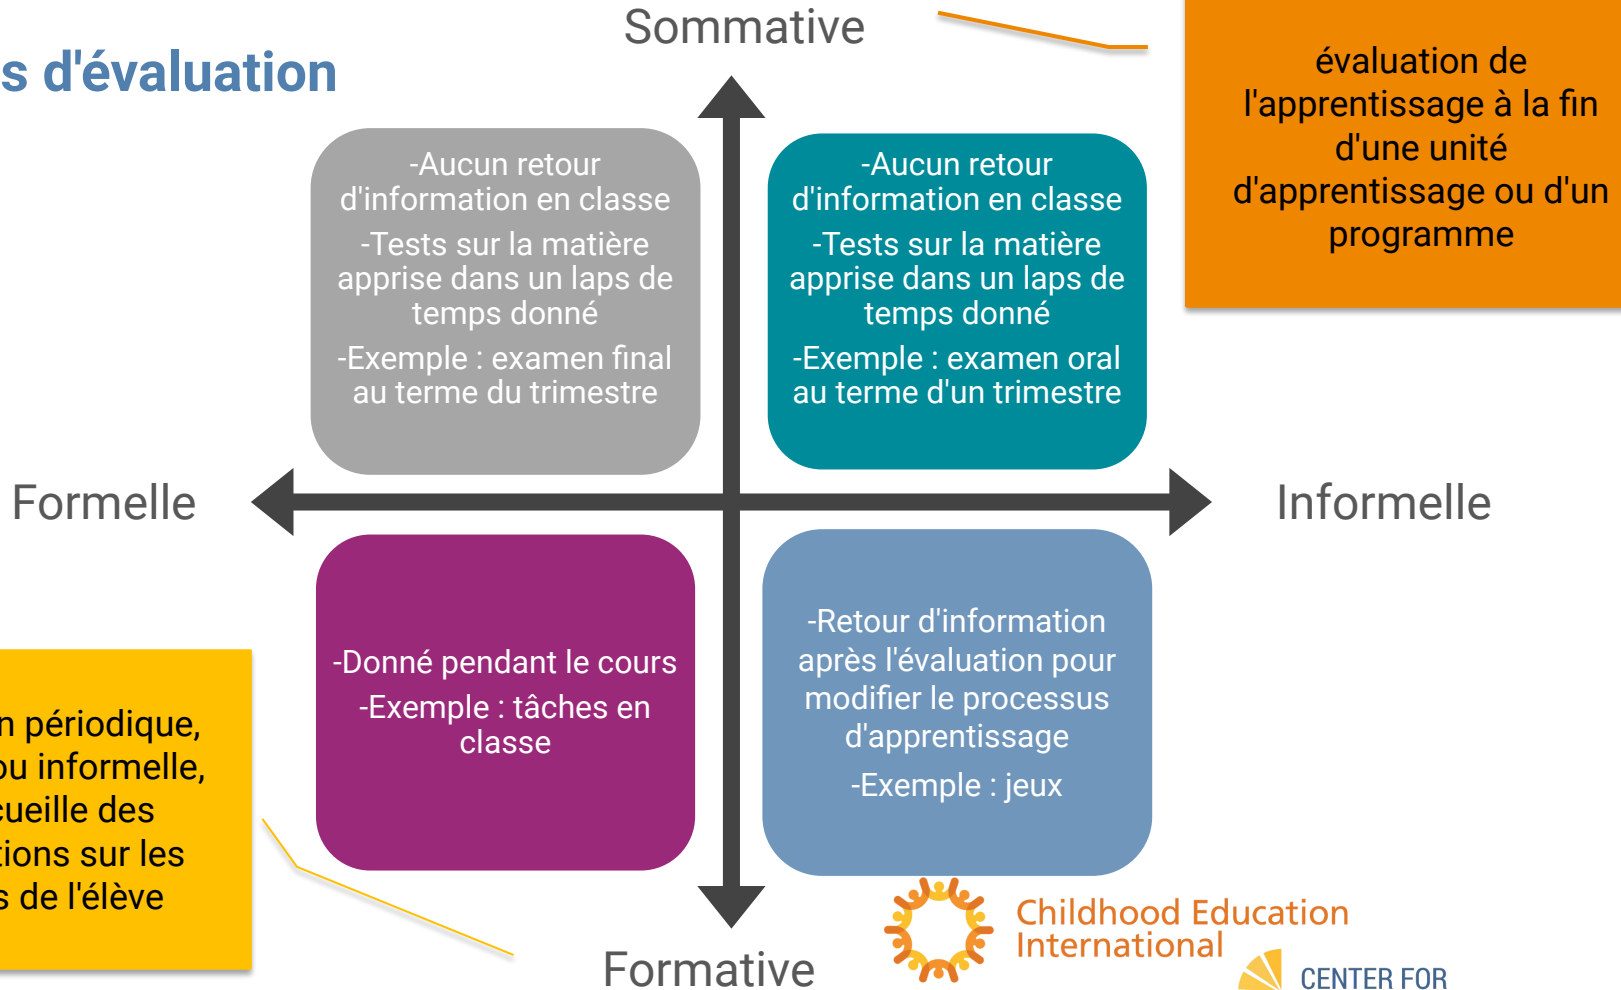 Sommative
s d'évaluation
évaluation de
l'apprentissage à la fin
d'une unité
d'apprentissage ou d'un
programme
-Aucun retour
d'information en classe
-Tests sur la matière
apprise dans un laps de
temps donné
-Exemple : examen final
au terme du trimestre
-Aucun retour
d'information en classe
-Tests sur la matière
apprise dans un laps de
temps donné
-Exemple : examen oral
au terme d'un trimestre
Formelle
Informelle
-Donné pendant le cours
-Exemple : tâches en
classe
-Retour d'information
après l'évaluation pour
modifier le processus
d'apprentissage
-Exemple : jeux
n périodique,
ou informelle,
cueille des
tions sur les
s de l'élève
Formative
Childhood Education
International
CENTER FOR